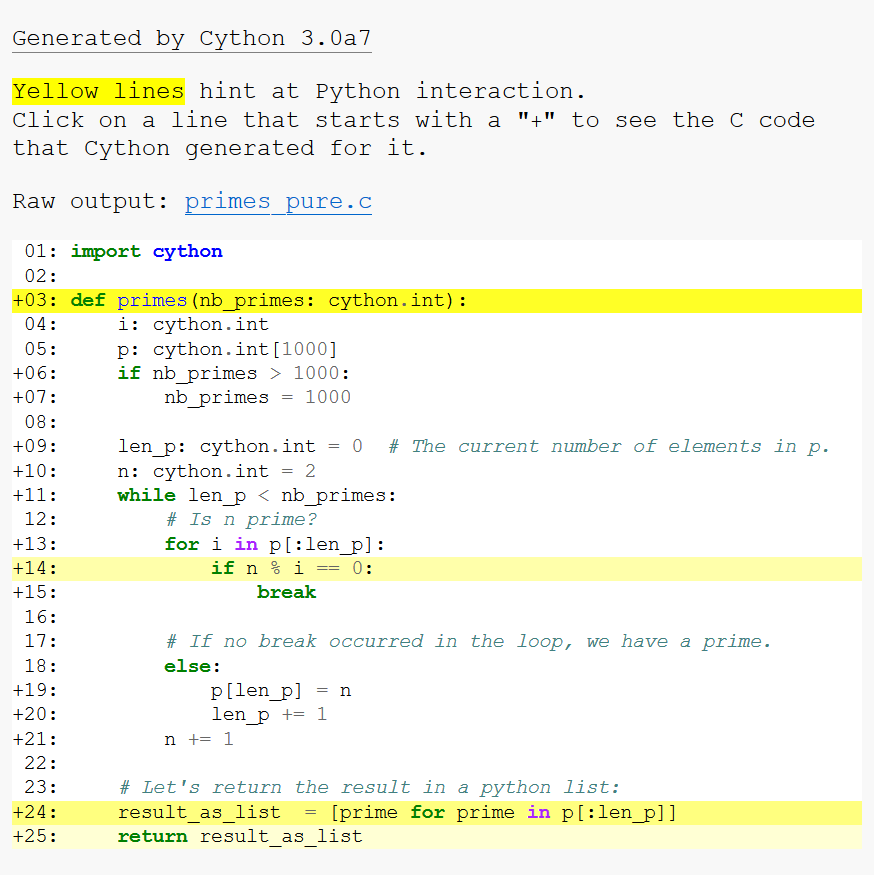 Generated by Cython 3.0a7
Yellow lines hint at Python interaction.
Click on a line that starts with a "+" to see the C code
that Cython generated for it.
Raw output: primes_pure.c
 01: import cython
 02:
+03: def primes(nb_primes: cython.int):
 04:     i: cython.int
 05:     p: cython.int[1000]
+06:     if nb_primes > 1000:
+07:         nb_primes = 1000
 08:
+09:     len_p: cython.int = 0  # The current number of elements in p.
+10:     n: cython.int = 2
+11:     while len_p < nb_primes:
 12:         # Is n prime?
+13:         for i in p[:len_p]:
+14:             if n % i == 0:
+15:                 break
 16:
 17:         # If no break occurred in the loop, we have a prime.
 18:         else:
+19:             p[len_p] = n
+20:             len_p += 1
+21:         n += 1
 22:
 23:     # Let's return the result in a python list:
+24:     result_as_list  = [prime for prime in p[:len_p]]
+25:     return result_as_list